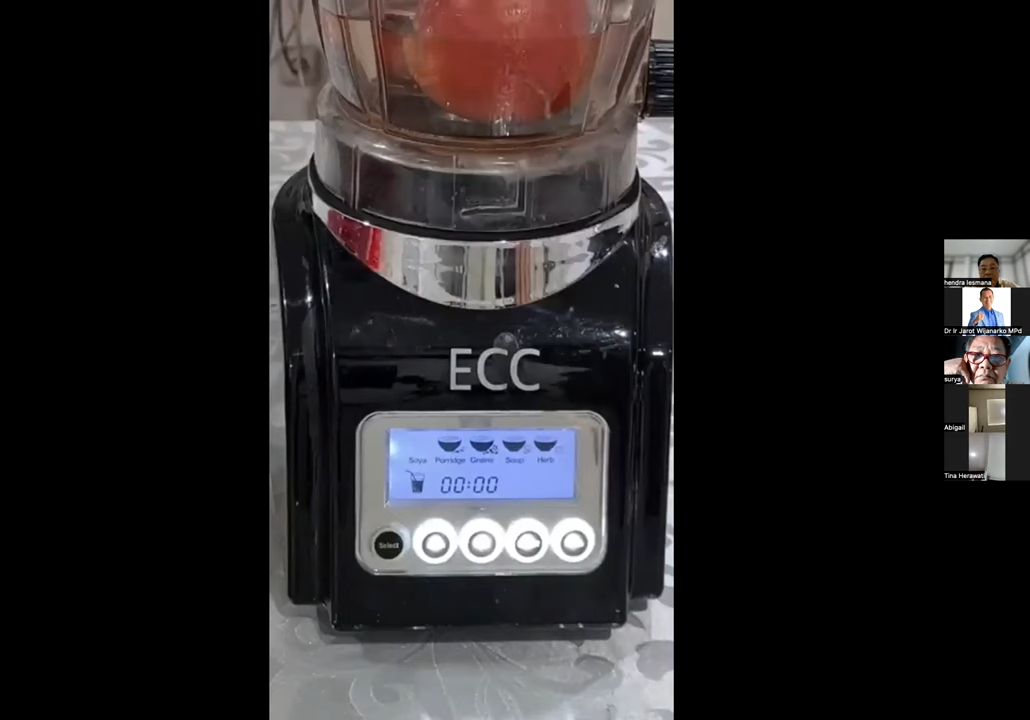 ECC
Soya Porridge Grains Soup Herb
00:00
Select
hendra lesmana
Dr Ir Jarot Wijanarko MPd
surya
Abigail
Tina Herawati